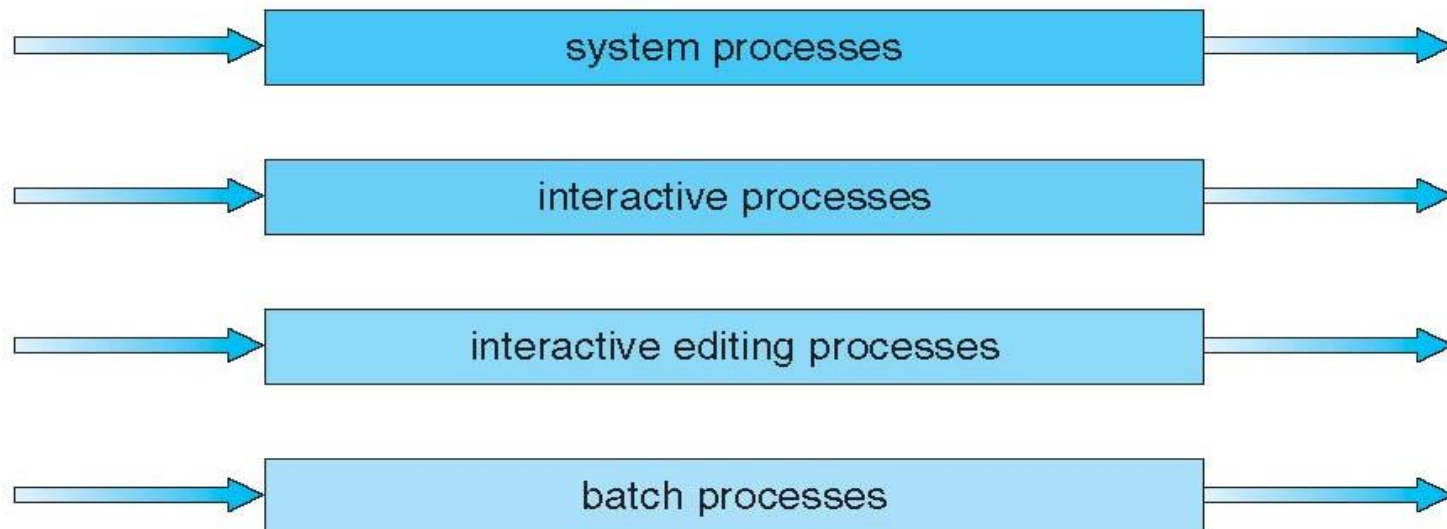 system processes
interactive processes
interactive editing processes
batch processes